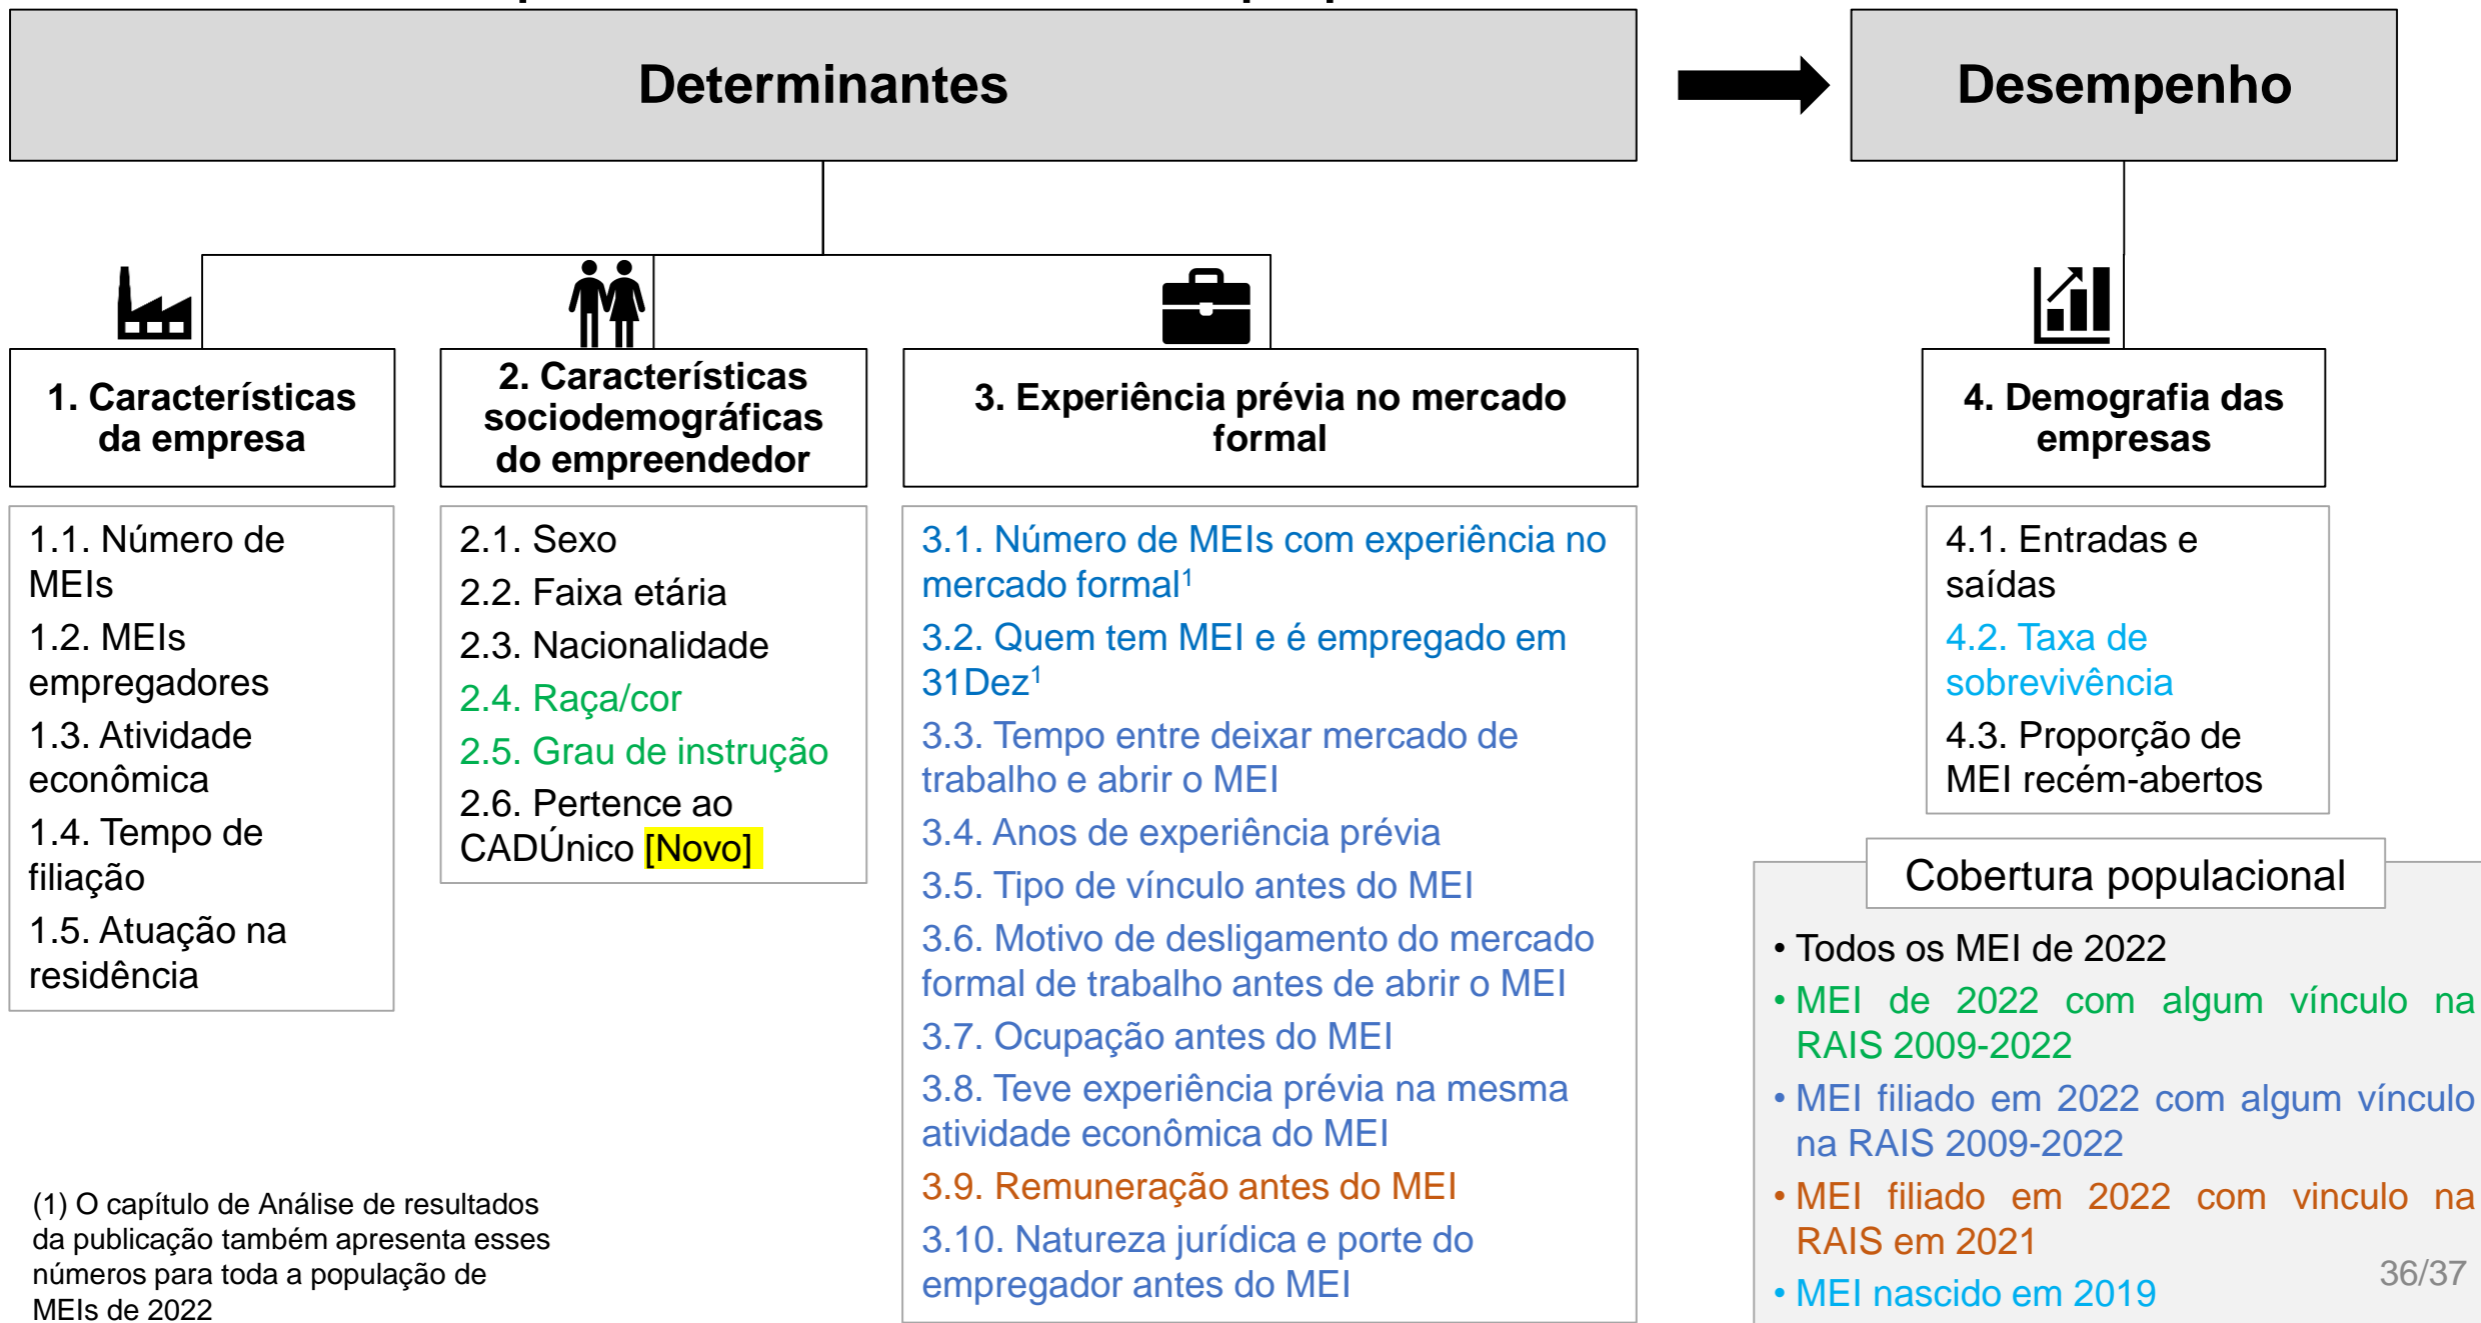 Determinantes
Desempenho
1. Características
da empresa
2. Características
sociodemográficas
do empreendedor
3. Experiência prévia no mercado
formal
4. Demografia das
empresas
1.1. Número de
MEIs
1.2. MEIs
empregadores
1.3. Atividade
econômica
1.4. Tempo de
filiação
1.5. Atuação na
residência
2.1. Sexo
2.2. Faixa etária
2.3. Nacionalidade
2.4. Raça/cor
2.5. Grau de instrução
2.6. Pertence ao
CADÚnico [Novo]
3.1. Número de MEIs com experiência no
mercado formal¹
3.2. Quem tem MEI e é empregado em
31Dez¹
3.3. Tempo entre deixar mercado de
trabalho e abrir o MEI
3.4. Anos de experiência prévia
3.5. Tipo de vínculo antes do MEI
3.6. Motivo de desligamento do mercado
formal de trabalho antes de abrir o MEI
3.7. Ocupação antes do MEI
3.8. Teve experiência prévia na mesma
atividade econômica do MEI
3.9. Remuneração antes do MEI
3.10. Natureza jurídica e porte do
empregador antes do MEI
4.1. Entradas e
saídas
4.2. Taxa de
sobrevivência
4.3. Proporção de
MEI recém-abertos
Cobertura populacional
• Todos os MEI de 2022
• MEI de 2022 com algum vínculo na
RAIS 2009-2022
• MEI filiado em 2022 com algum vínculo
na RAIS 2009-2022
• MEI filiado em 2022 com vinculo na
RAIS em 2021
• MEI nascido em 2019
(1) O capítulo de Análise de resultados
da publicação também apresenta esses
números para toda a população de
MEIs de 2022
36/37